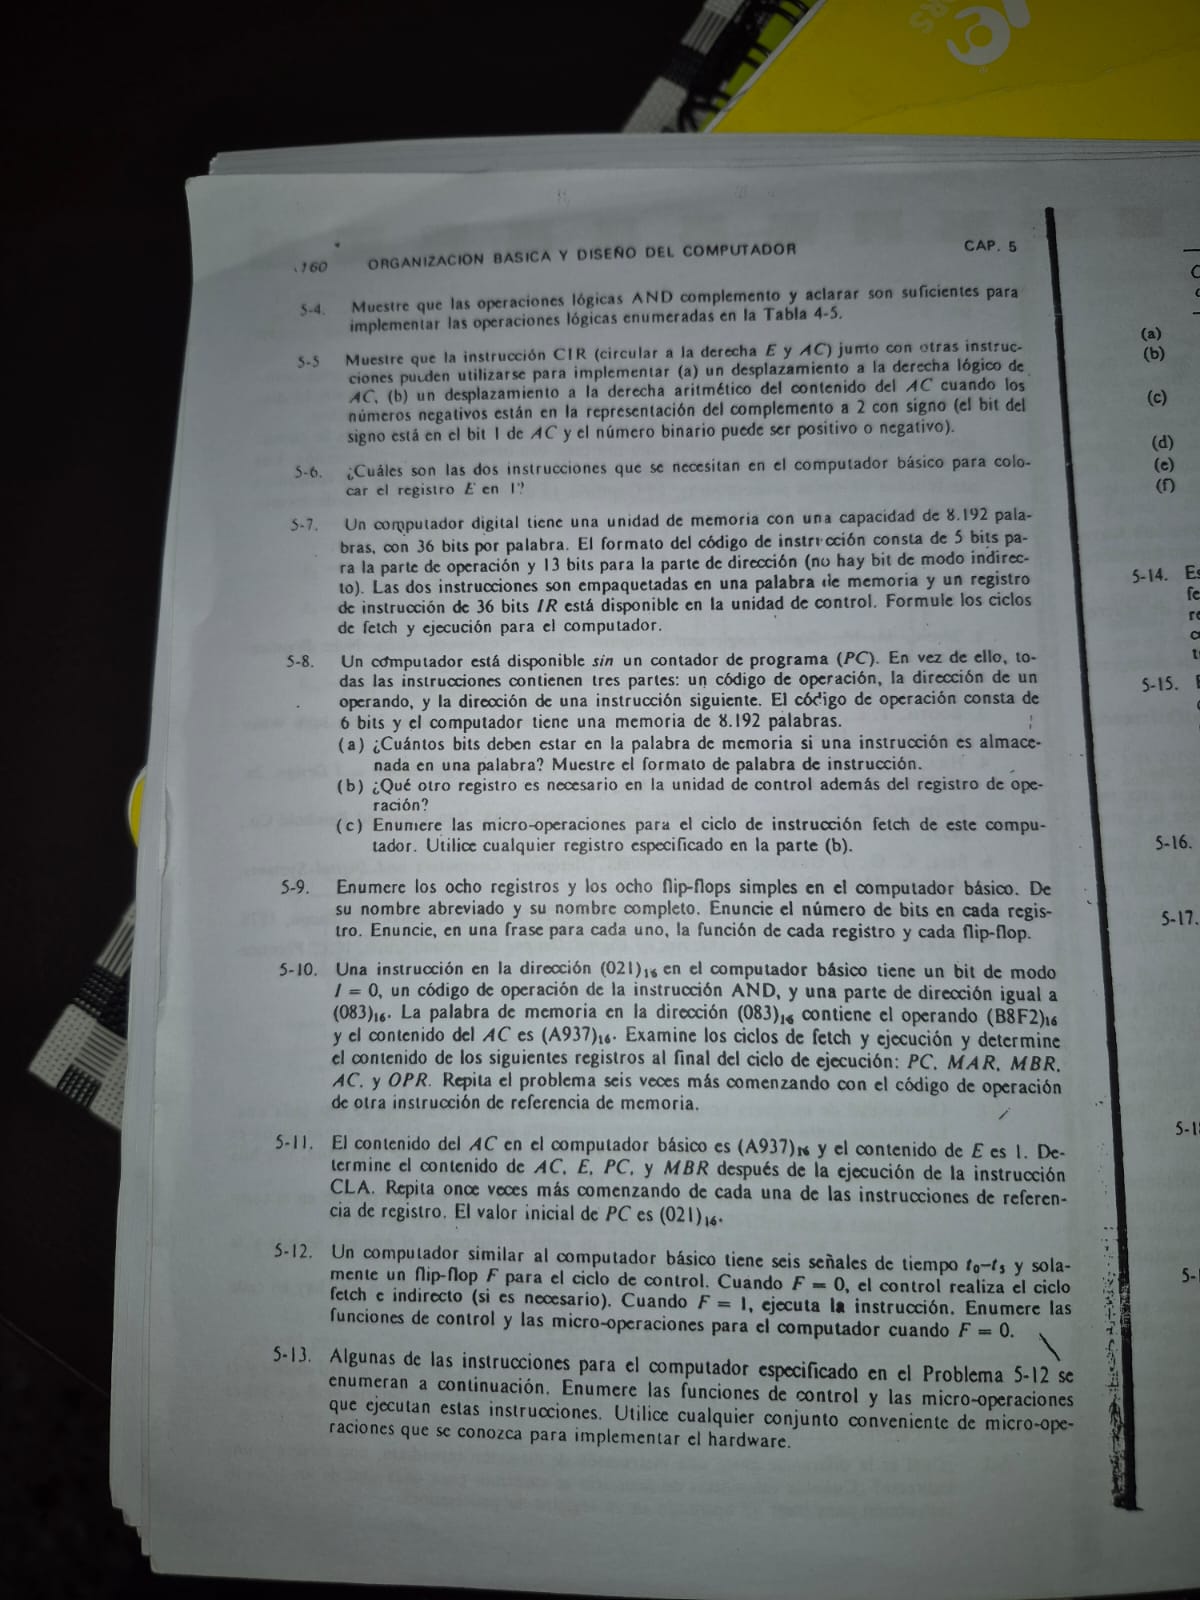 160 ORGANIZACION BASICA Y DISEÑO DEL COMPUTADOR CAP. 5
5-4. Muestre que las operaciones lógicas AND complemento y aclarar son suficientes para
implementar las operaciones lógicas enumeradas en la Tabla 4-5.
5-5 Muestre que la instrucción CIR (circular a la derecha E y AC) junto con otras instruc-
ciones pueden utilizarse para implementar (a) un desplazamiento a la derecha lógico de
AC, (b) un desplazamiento a la derecha aritmético del contenido del AC cuando los
números negativos están en la representación del complemento a 2 con signo (el bit del
signo está en el bit 1 de AC y el número binario puede ser positivo o negativo).
5-6. ¿Cuáles son las dos instrucciones que se necesitan en el computador básico para colo-
car el registro E en 1?
5-7. Un computador digital tiene una unidad de memoria con una capacidad de 8.192 pala-
bras, con 36 bits por palabra. El formato del código de instrucción consta de 5 bits pa-
ra la parte de operación y 13 bits para la parte de dirección (no hay bit de modo indirec-
to). Las dos instrucciones son empaquetadas en una palabra de memoria y un registro
de instrucción de 36 bits IR está disponible en la unidad de control. Formule los ciclos
de fetch y ejecución para el computador.
5-8. Un computador está disponible sin un contador de programa (PC). En vez de ello, to-
das las instrucciones contienen tres partes: un código de operación, la dirección de un
operando, y la dirección de una instrucción siguiente. El código de operación consta de
6 bits y el computador tiene una memoria de 8.192 palabras.
(a) ¿Cuántos bits deben estar en la palabra de memoria si una instrucción es almace-
nada en una palabra? Muestre el formato de palabra de instrucción.
(b) ¿Qué otro registro es necesario en la unidad de control además del registro de ope-
ración?
(c) Enumere las micro-operaciones para el ciclo de instrucción fetch de este compu-
tador. Utilice cualquier registro especificado en la parte (b).
5-9. Enumere los ocho registros y los ocho flip-flops simples en el computador básico. De
su nombre abreviado y su nombre completo. Enuncie el número de bits en cada regis-
tro. Enuncie, en una frase para cada uno, la función de cada registro y cada flip-flop.
5-10. Una instrucción en la dirección (021)₁₆ en el computador básico tiene un bit de modo
I = 0, un código de operación de la instrucción AND, y una parte de dirección igual a
(083)₁₆. La palabra de memoria en la dirección (083)₁₆ contiene el operando (B8F2)₁₆
y el contenido del AC es (A937)₁₆. Examine los ciclos de fetch y ejecución y determine
el contenido de los siguientes registros al final del ciclo de ejecución: PC, MAR, MBR,
AC, y OPR. Repita el problema seis veces más comenzando con el código de operación
de otra instrucción de referencia de memoria.
5-11. El contenido del AC en el computador básico es (A937)₁₆ y el contenido de E es 1. De-
termine el contenido de AC, E, PC, y MBR después de la ejecución de la instrucción
CLA. Repita once veces más comenzando de cada una de las instrucciones de referen-
cia de registro. El valor inicial de PC es (021)₁₆.
5-12. Un computador similar al computador básico tiene seis señales de tiempo t₀–t₅ y sola-
mente un flip-flop F para el ciclo de control. Cuando F = 0, el control realiza el ciclo
fetch e indirecto (si es necesario). Cuando F = 1, ejecuta la instrucción. Enumere las
funciones de control y las micro-operaciones para el computador cuando F = 0.
5-13. Algunas de las instrucciones para el computador especificado en el Problema 5-12 se
enumeran a continuación. Enumere las funciones de control y las micro-operaciones
que ejecutan estas instrucciones. Utilice cualquier conjunto conveniente de micro-ope-
raciones que se conozca para implementar el hardware.
(a)
(b)
(c)
(d)
(e)
(f)
5-14.
5-15.
5-16.
5-17.